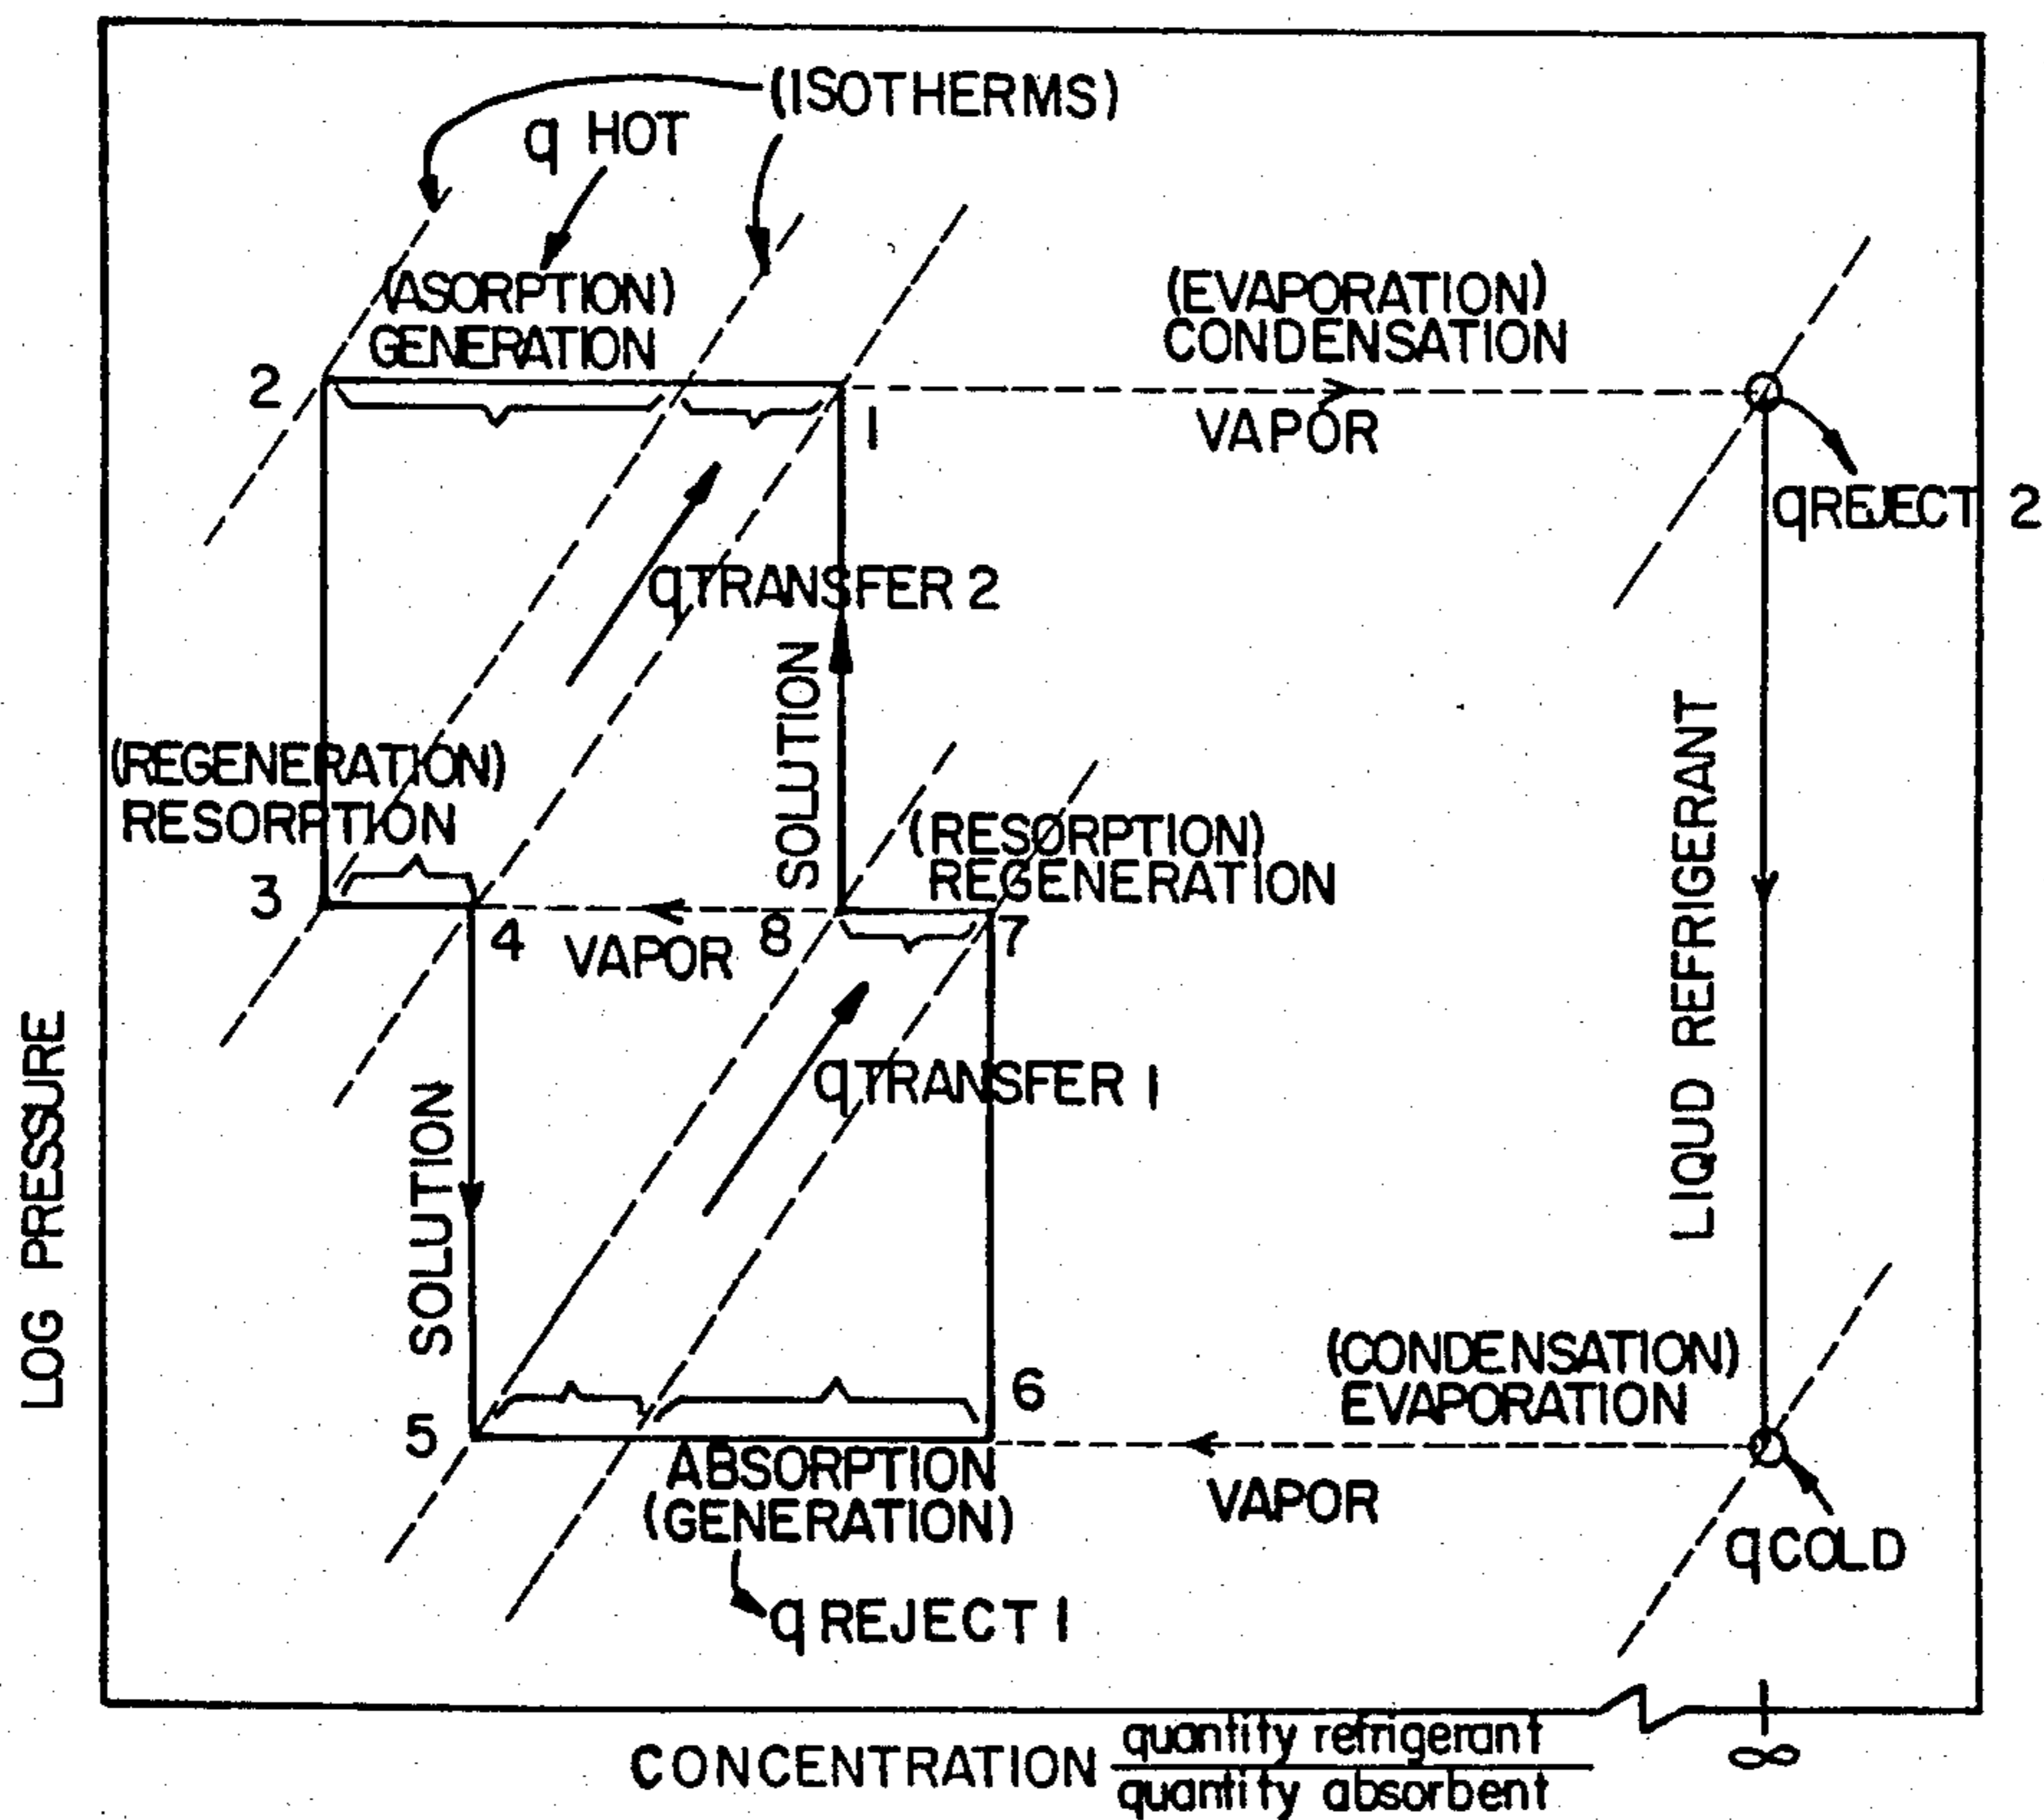 (ISOTHERMS)
q HOT
(ASORPTION)
GENERATION
(EVAPORATION)
CONDENSATION
2
1
VAPOR
qREJECT 2
qTRANSFER 2
SOLUTION
LIQUD REFRIGERANT
(REGENERATION)
RESORPTION
(RESORPTION)
REGENERATION
3
4
VAPOR
8
7
LOG PRESSURE
SOLUTION
qTRANSFER 1
(CONDENSATION)
EVAPORATION
6
5
ABSORPTION
(GENERATION)
VAPOR
qCOLD
q REJECT 1
CONCENTRATION
quantity refrigerant
quantity absorbent
∞